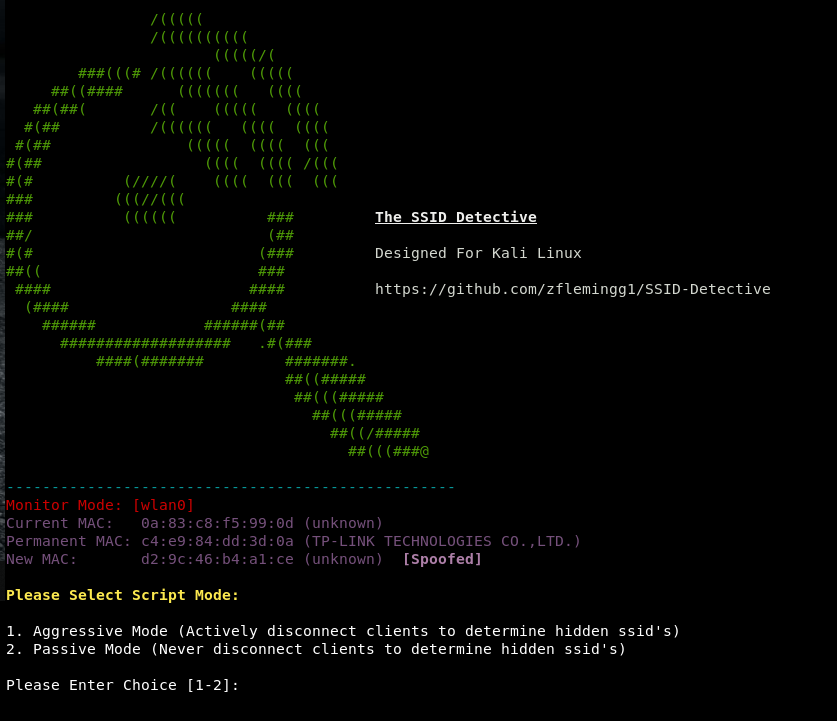 The SSID Detective
Designed For Kali Linux
https://github.com/zflemingg1/SSID-Detective
--------------------------------------------------
Monitor Mode: [wlan0]
Current MAC:   0a:83:c8:f5:99:0d (unknown)
Permanent MAC: c4:e9:84:dd:3d:0a (TP-LINK TECHNOLOGIES CO.,LTD.)
New MAC:       d2:9c:46:b4:a1:ce (unknown)  [Spoofed]
Please Select Script Mode:
1. Aggressive Mode (Actively disconnect clients to determine hidden ssid's)
2. Passive Mode (Never disconnect clients to determine hidden ssid's)
Please Enter Choice [1-2]: